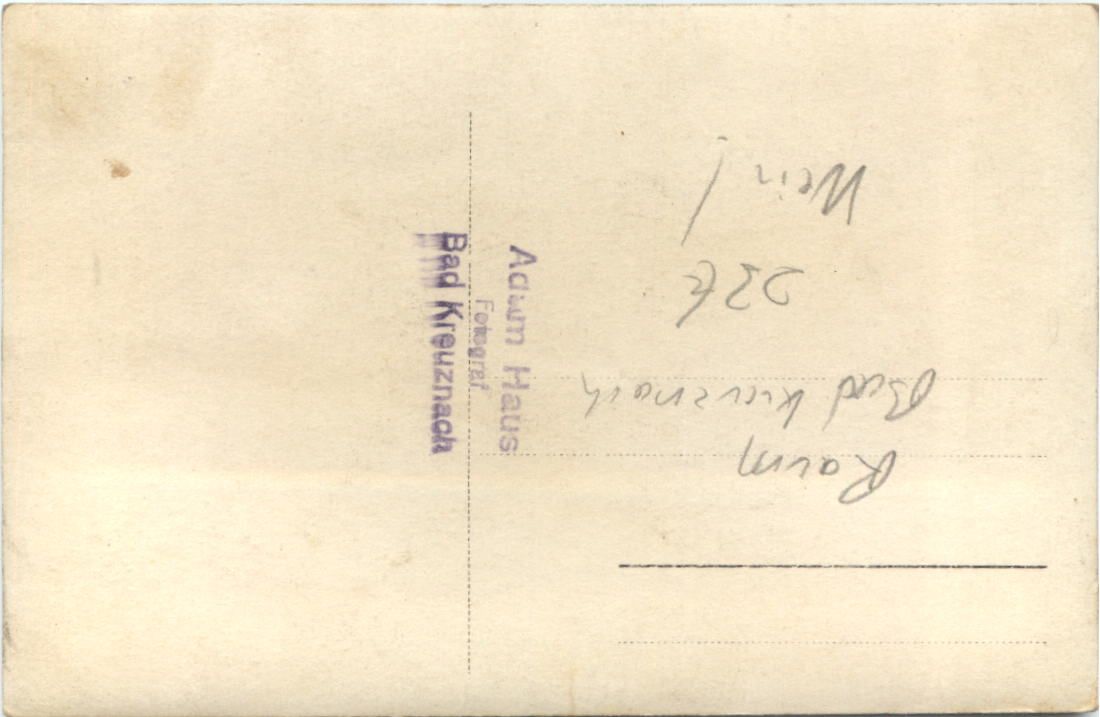 Adam Haus
Fotograf
Bad Kreuznach
Raum
Bad Kreuznach
Wein!